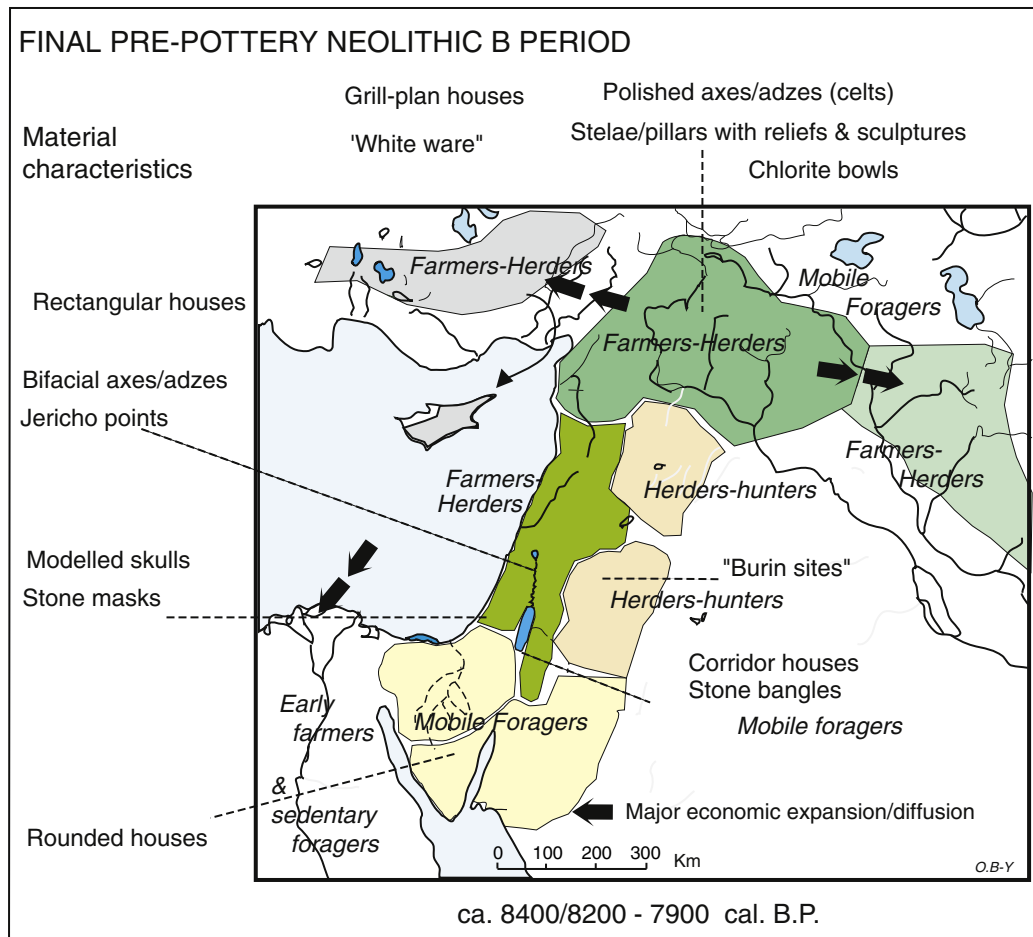 FINAL PRE-POTTERY NEOLITHIC B PERIOD
Grill-plan houses
'White ware"
Polished axes/adzes (celts)
Stelae/pillars with reliefs & sculptures
Chlorite bowls
Material
characteristics
Rectangular houses
Bifacial axes/adzes
Jericho points
Modelled skulls
Stone masks
Rounded houses
Farmers-Herders
Farmers-Herders
Mobile
Foragers
Farmers-
Herders
Farmers-
Herders
Herders-hunters
"Burin sites"
Herders-hunters
Corridor houses
Stone bangles
Mobile foragers
Mobile Foragers
Early
farmers
&
sedentary
foragers
Major economic expansion/diffusion
0 100 200 300 Km
O.B-Y
ca. 8400/8200 - 7900 cal. B.P.